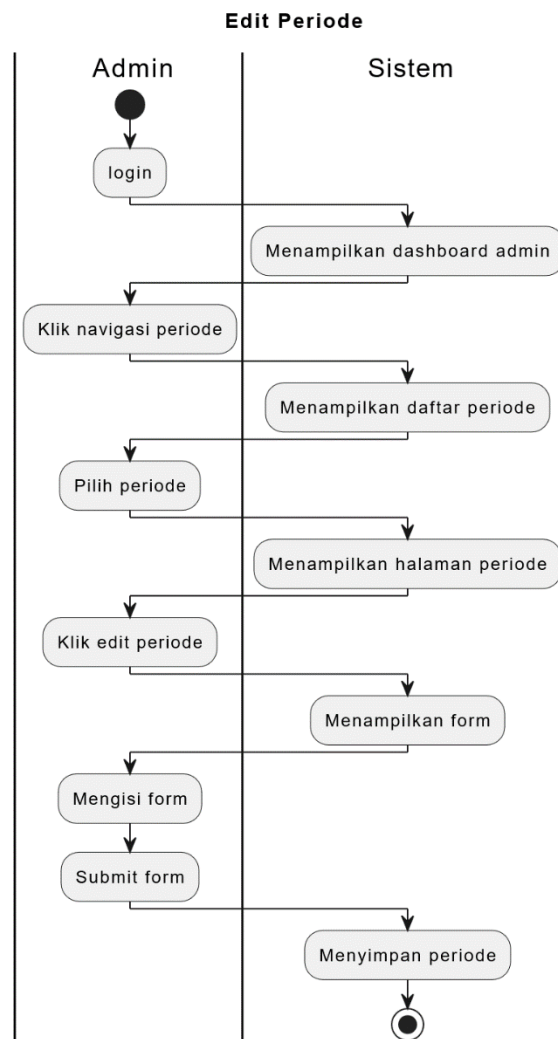 Edit Periode
Admin
Sistem
login
Menampilkan dashboard admin
Klik navigasi periode
Menampilkan daftar periode
Pilih periode
Menampilkan halaman periode
Klik edit periode
Menampilkan form
Mengisi form
Submit form
Menyimpan periode